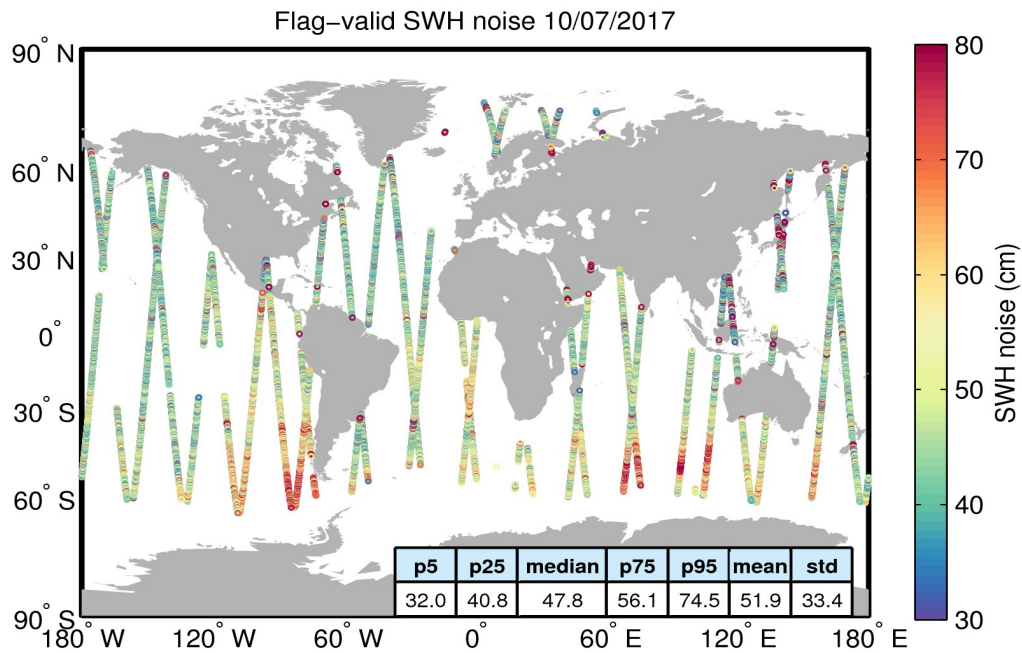 Flag−valid SWH noise 10/07/2017
90° N
60° N
30° N
0°
30° S
60° S
90° S
180° W
120° W
60° W
0°
60° E
120° E
180° E
80
70
60
50
40
30
SWH noise (cm)
p5 p25 median p75 p95 mean std
32.0 40.8 47.8 56.1 74.5 51.9 33.4